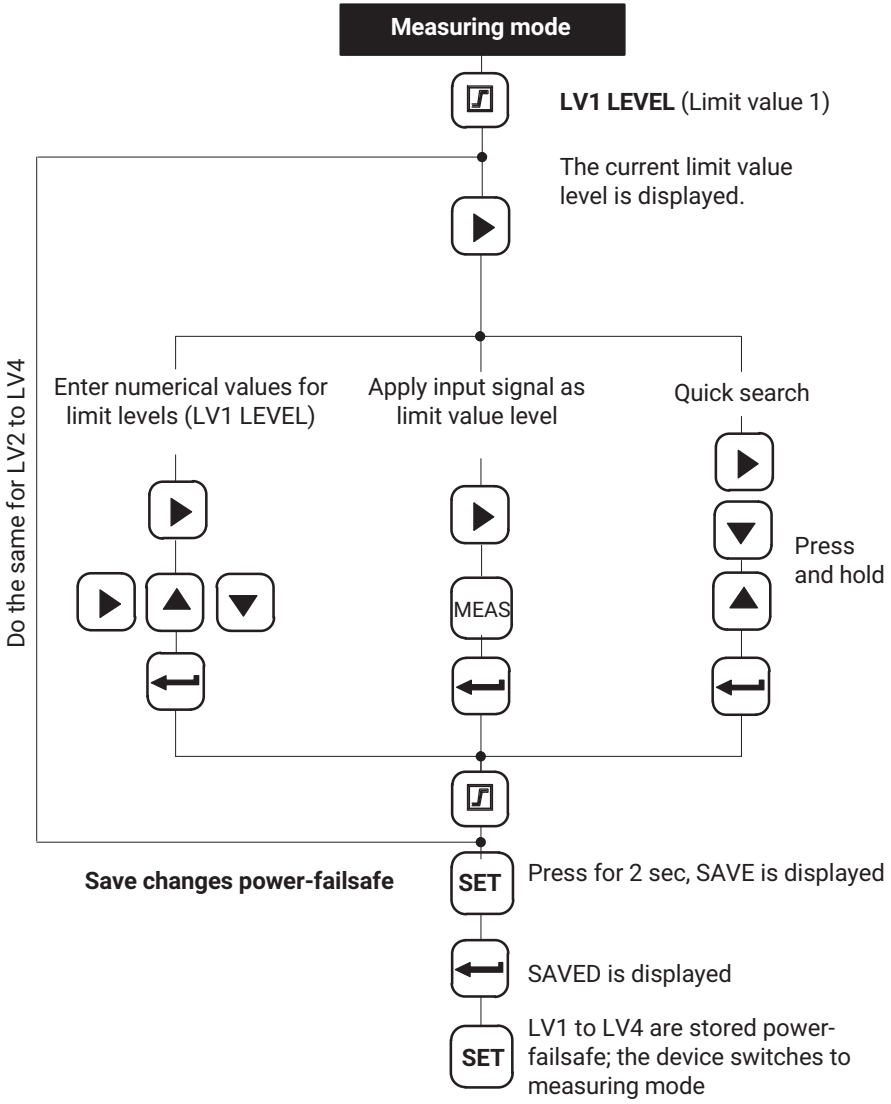 Measuring mode
LV1 LEVEL (Limit value 1)
The current limit value
level is displayed.
Do the same for LV2 to LV4
Enter numerical values for
limit levels (LV1 LEVEL)
Apply input signal as
limit value level
Quick search
Press
and hold
MEAS
Save changes power-failsafe
SET
Press for 2 sec, SAVE is displayed
SAVED is displayed
SET
LV1 to LV4 are stored power-
failsafe; the device switches to
measuring mode